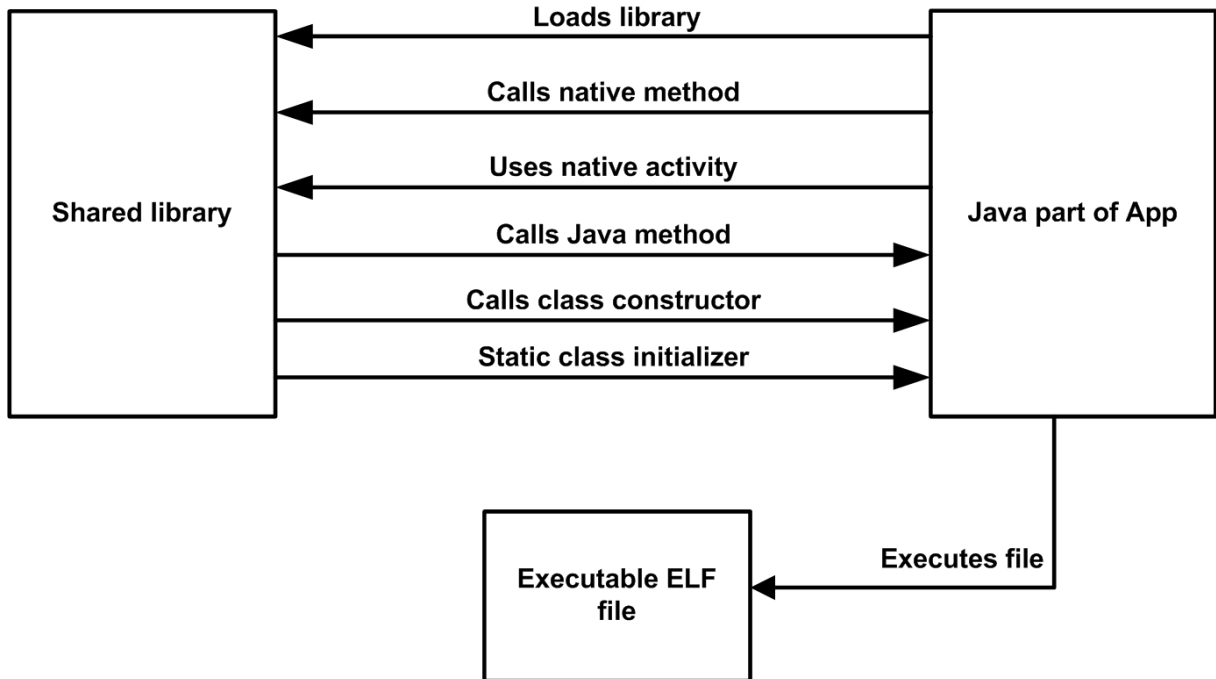 Loads library
Calls native method
Uses native activity
Shared library
Java part of App
Calls Java method
Calls class constructor
Static class initializer
Executes file
Executable ELF
file